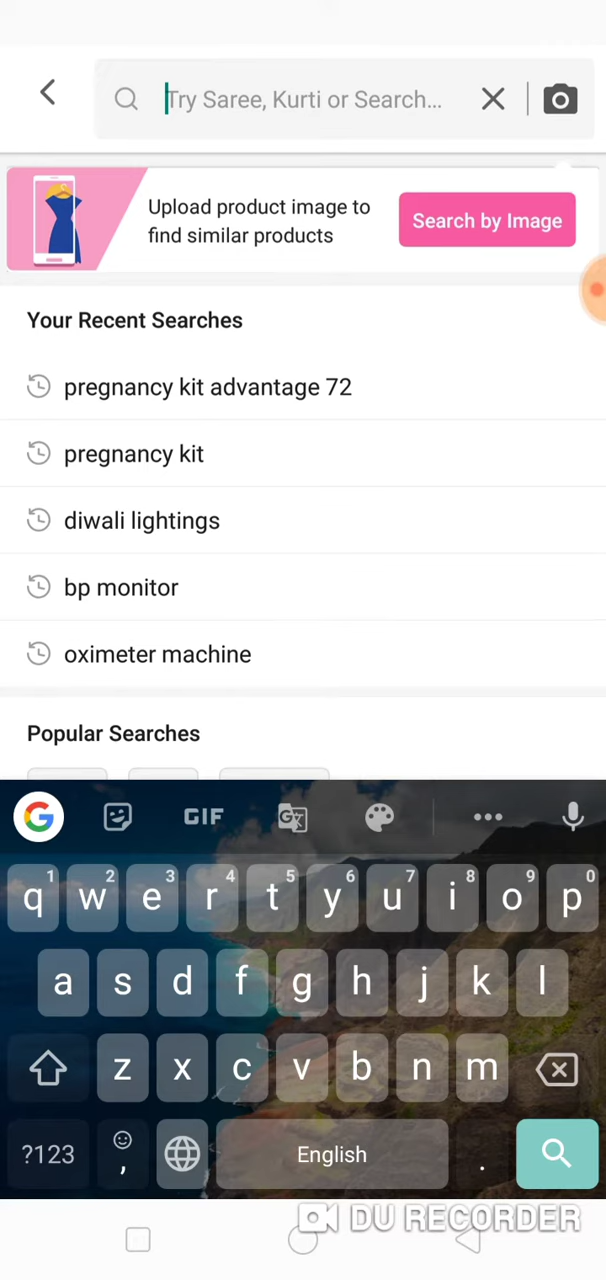 Try Saree, Kurti or Search...
Upload product image to
find similar products
Search by Image
Your Recent Searches
pregnancy kit advantage 72
pregnancy kit
diwali lightings
bp monitor
oximeter machine
Popular Searches
G GIF G
1 2 3 4 5 6 7 8 9 0
q w e r t y u i o p
a s d f g h j k l
z x c v b n m
?123 , English .
DU RECORDER